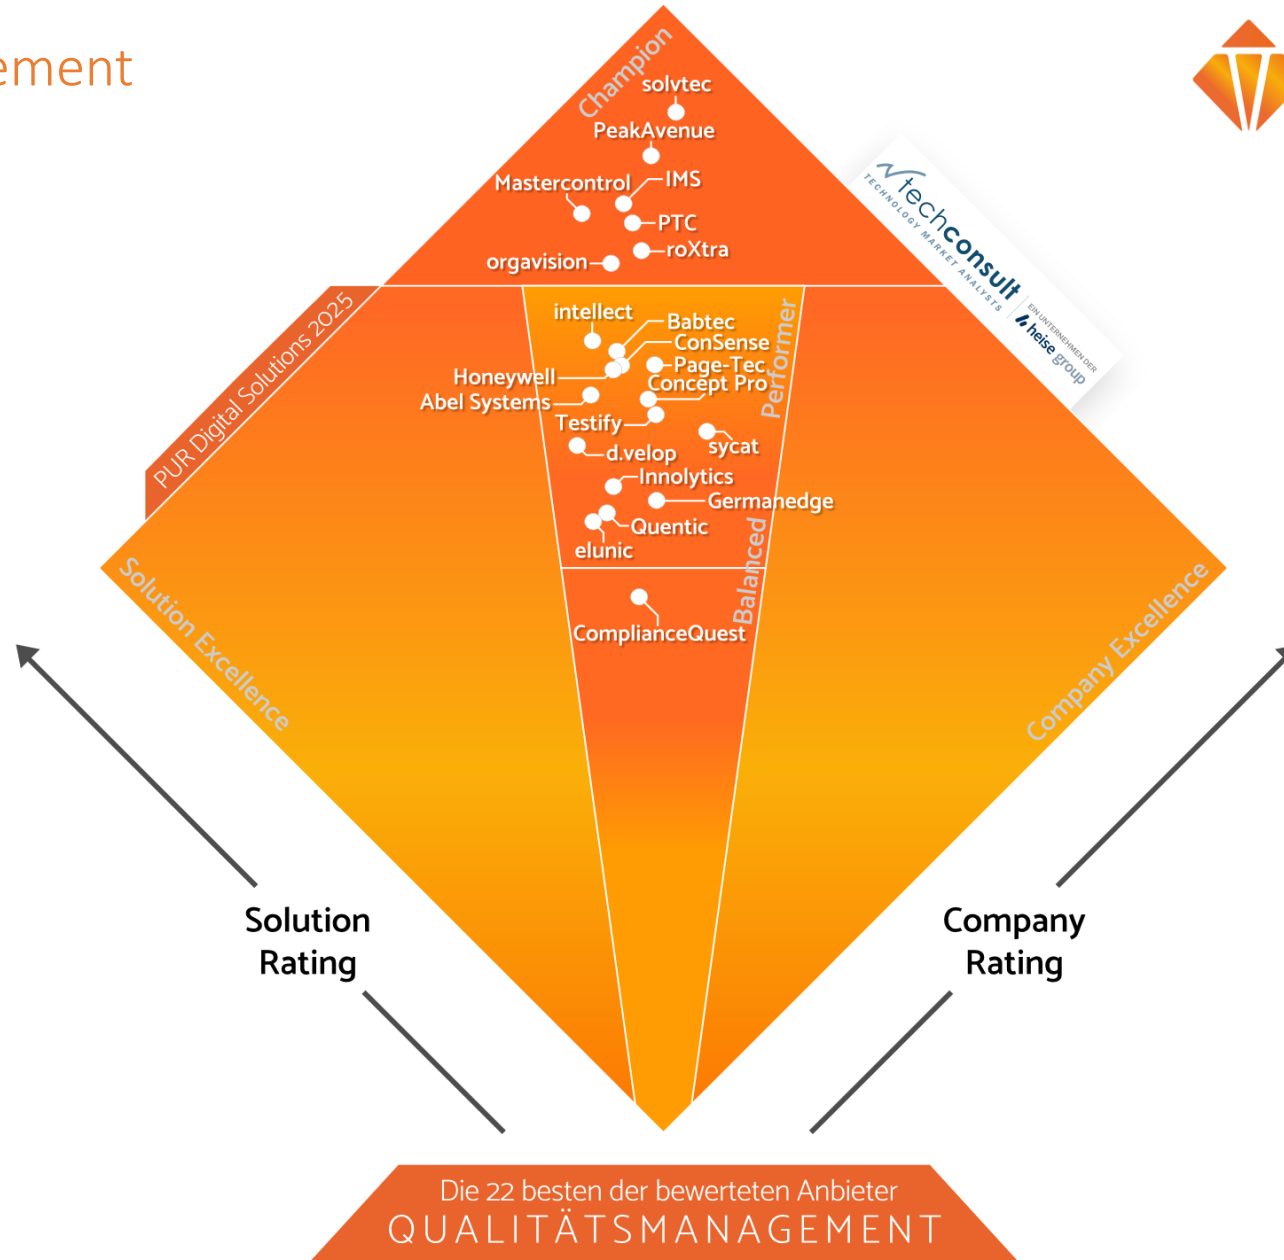 ement
Champion
solvtec
PeakAvenue
Mastercontrol
IMS
PTC
roXtra
orgavision
techconsult
TECHNOLOGY MARKET ANALYSTS
EIN UNTERNEHMEN DER
heise group
PUR Digital Solutions 2025
intellect
Babtec
ConSense
Page-Tec
Honeywell
Concept Pro
Abel Systems
Performer
Testify
sycat
d.velop
Innolytics
Germanedge
Quentic
elunic
Balanced
ComplianceQuest
Solution Excellence
Company Excellence
Solution
Rating
Company
Rating
Die 22 besten der bewerteten Anbieter
QUALITÄTSMANAGEMENT